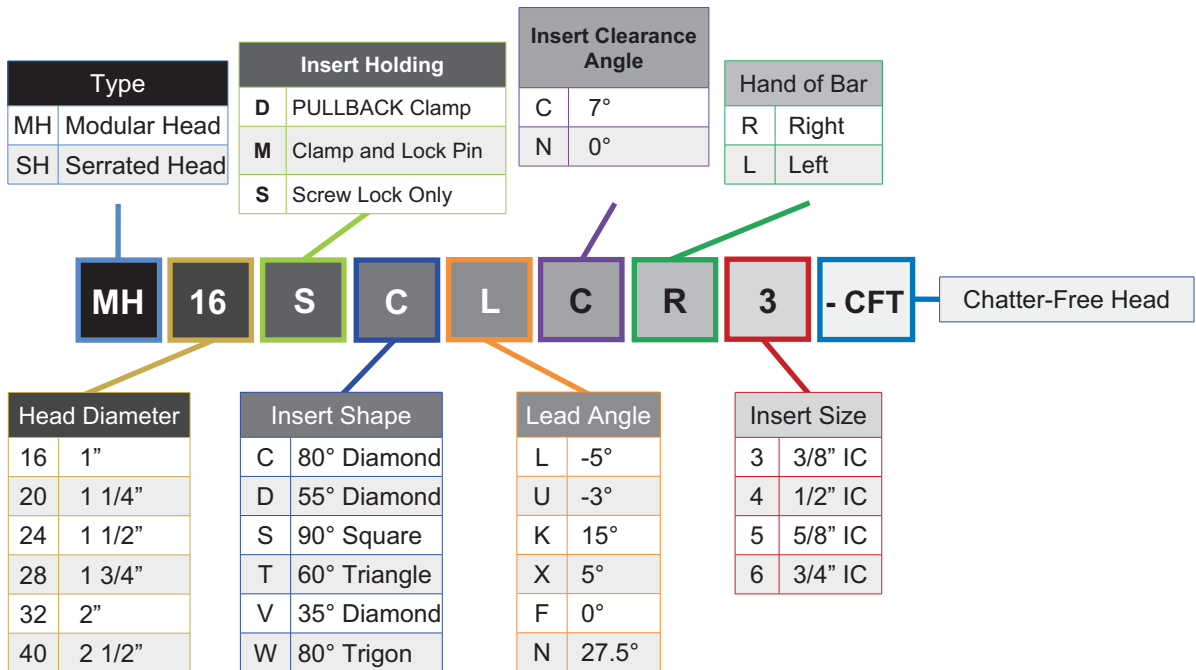 Type
MH Modular Head
SH Serrated Head
Insert Holding
D PULLBACK Clamp
M Clamp and Lock Pin
S Screw Lock Only
Insert Clearance
Angle
C 7°
N 0°
Hand of Bar
R Right
L Left
MH 16 S C L C R 3 - CFT Chatter-Free Head
Head Diameter
16 1”
20 1 1/4”
24 1 1/2”
28 1 3/4”
32 2”
40 2 1/2”
Insert Shape
C 80° Diamond
D 55° Diamond
S 90° Square
T 60° Triangle
V 35° Diamond
W 80° Trigon
Lead Angle
L -5°
U -3°
K 15°
X 5°
F 0°
N 27.5°
Insert Size
3 3/8” IC
4 1/2” IC
5 5/8” IC
6 3/4” IC